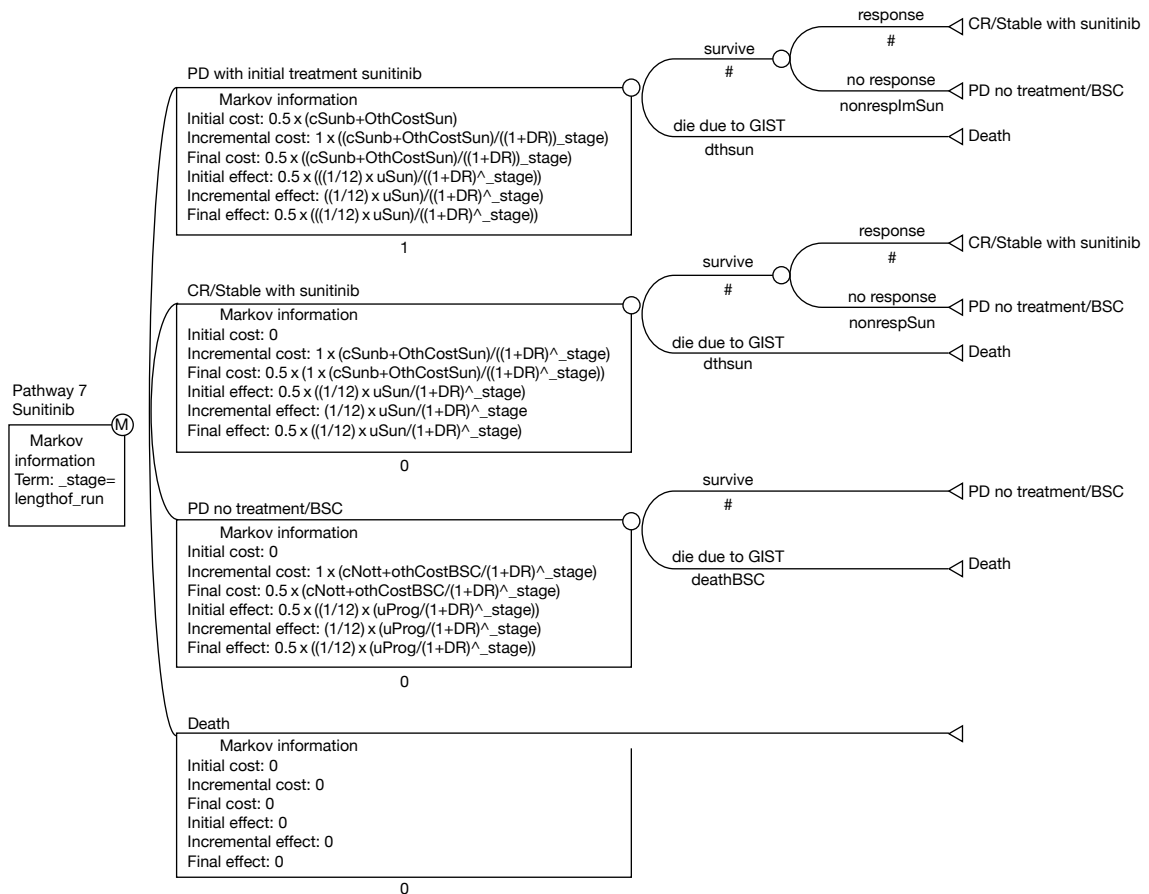 Pathway 7
Sunitinib
M
Markov
information
Term: _stage=
lengthof_run
PD with initial treatment sunitinib
Markov information
Initial cost: 0.5 x (cSunb+OthCostSun)
Incremental cost: 1 x ((cSunb+OthCostSun)/((1+DR))_stage)
Final cost: 0.5 x ((cSunb+OthCostSun)/((1+DR))_stage)
Initial effect: 0.5 x (((1/12) x uSun)/((1+DR)^_stage))
Incremental effect: ((1/12) x uSun)/((1+DR)^_stage)
Final effect: 0.5 x (((1/12) x uSun)/((1+DR)^_stage))
1
survive
#
response
#
CR/Stable with sunitinib
no response
nonrespImSun
PD no treatment/BSC
die due to GIST
dthsun
Death
CR/Stable with sunitinib
Markov information
Initial cost: 0
Incremental cost: 1 x (cSunb+OthCostSun)/((1+DR)^_stage)
Final cost: 0.5 x (1 x (cSunb+OthCostSun)/((1+DR)^_stage))
Initial effect: 0.5 x ((1/12) x uSun/(1+DR)^_stage)
Incremental effect: (1/12) x uSun/(1+DR)^_stage
Final effect: 0.5 x ((1/12) x uSun/(1+DR)^_stage)
0
survive
#
response
#
CR/Stable with sunitinib
no response
nonrespSun
PD no treatment/BSC
die due to GIST
dthsun
Death
PD no treatment/BSC
Markov information
Initial cost: 0
Incremental cost: 1 x (cNott+othCostBSC/(1+DR)^_stage)
Final cost: 0.5 x (cNott+othCostBSC/(1+DR)^_stage)
Initial effect: 0.5 x ((1/12) x (uProg/(1+DR)^_stage))
Incremental effect: (1/12) x (uProg/(1+DR)^_stage)
Final effect: 0.5 x ((1/12) x (uProg/(1+DR)^_stage))
0
survive
#
PD no treatment/BSC
die due to GIST
deathBSC
Death
Death
Markov information
Initial cost: 0
Incremental cost: 0
Final cost: 0
Initial effect: 0
Incremental effect: 0
Final effect: 0
0